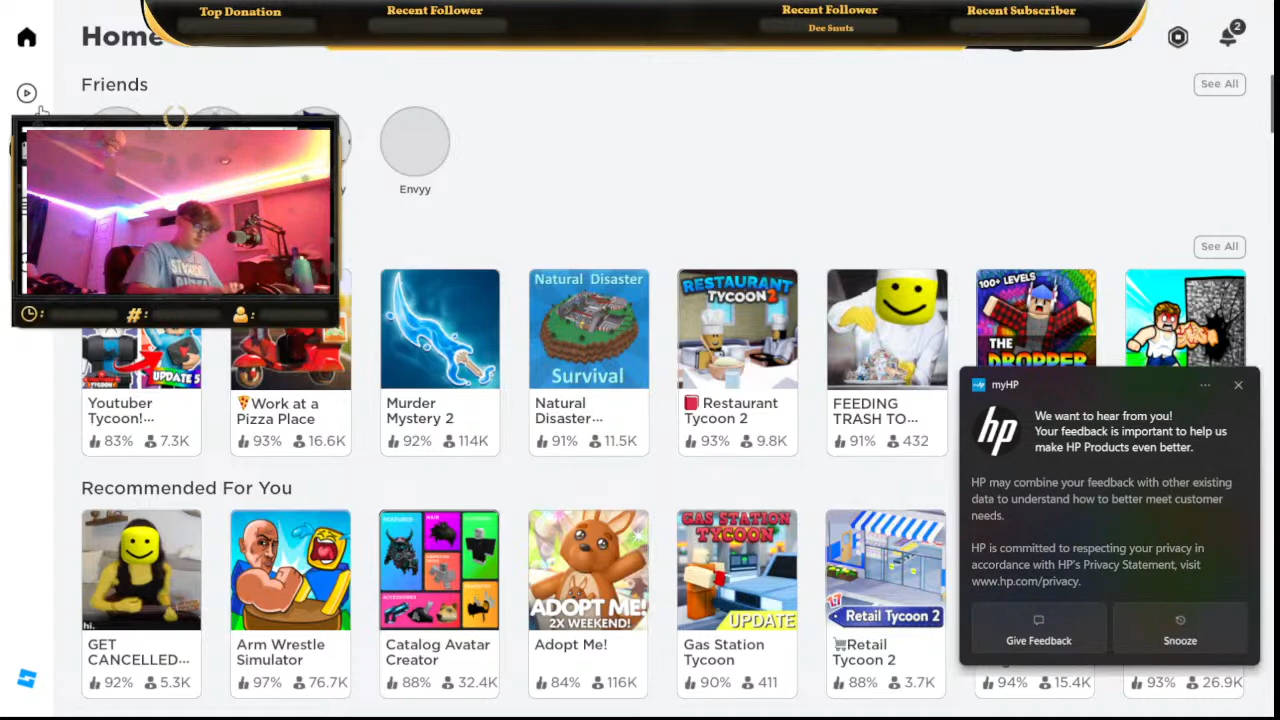 Top Donation
Recent Follower
Recent Follower
Dee Snuts
Recent Subscriber
Home
2
Friends
See All
y
Envyy
See All
#:
UPDATE 5
Natural Disaster
Survival
RESTAURANT
TYCOON 2
100+ LEVELS
THE
DROPPER
Youtuber
Tycoon!...
83% 7.3K
🍕Work at a
Pizza Place
93% 16.6K
Murder
Mystery 2
92% 114K
Natural
Disaster...
91% 11.5K
📕 Restaurant
Tycoon 2
93% 9.8K
FEEDING
TRASH TO...
91% 432
myHP
hp
We want to hear from you!
Your feedback is important to help us
make HP Products even better.
HP may combine your feedback with other existing
data to understand how to better meet customer
needs.
HP is committed to respecting your privacy in
accordance with HP's Privacy Statement, visit
www.hp.com/privacy.
Give Feedback
Snooze
Recommended For You
hi.
ADOPT ME!
2X WEEKEND!
GAS STATION
TYCOON
UPDATE
Retail Tycoon 2
GET
CANCELLED...
92% 5.3K
Arm Wrestle
Simulator
97% 76.7K
Catalog Avatar
Creator
88% 32.4K
Adopt Me!
84% 116K
Gas Station
Tycoon
90% 411
🛒Retail
Tycoon 2
88% 3.7K
94% 15.4K
93% 26.9K